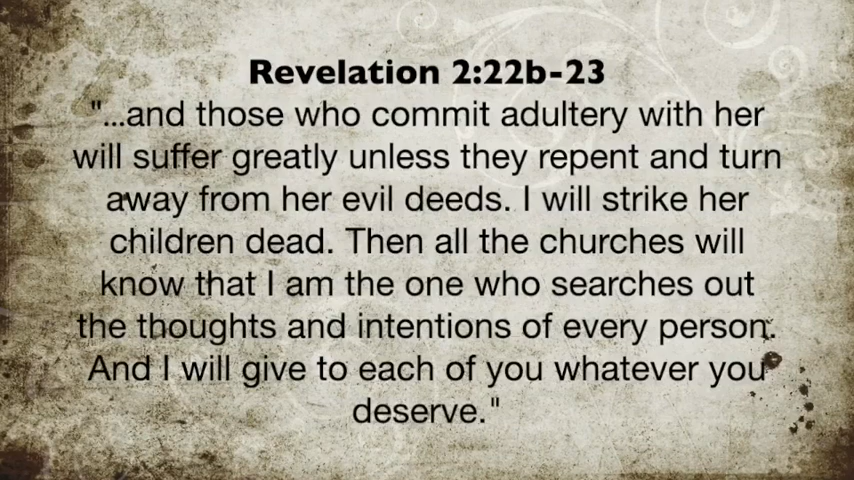 Revelation 2:22b-23
"...and those who commit adultery with her
will suffer greatly unless they repent and turn
away from her evil deeds. I will strike her
children dead. Then all the churches will
know that I am the one who searches out
the thoughts and intentions of every person.
And I will give to each of you whatever you
deserve."